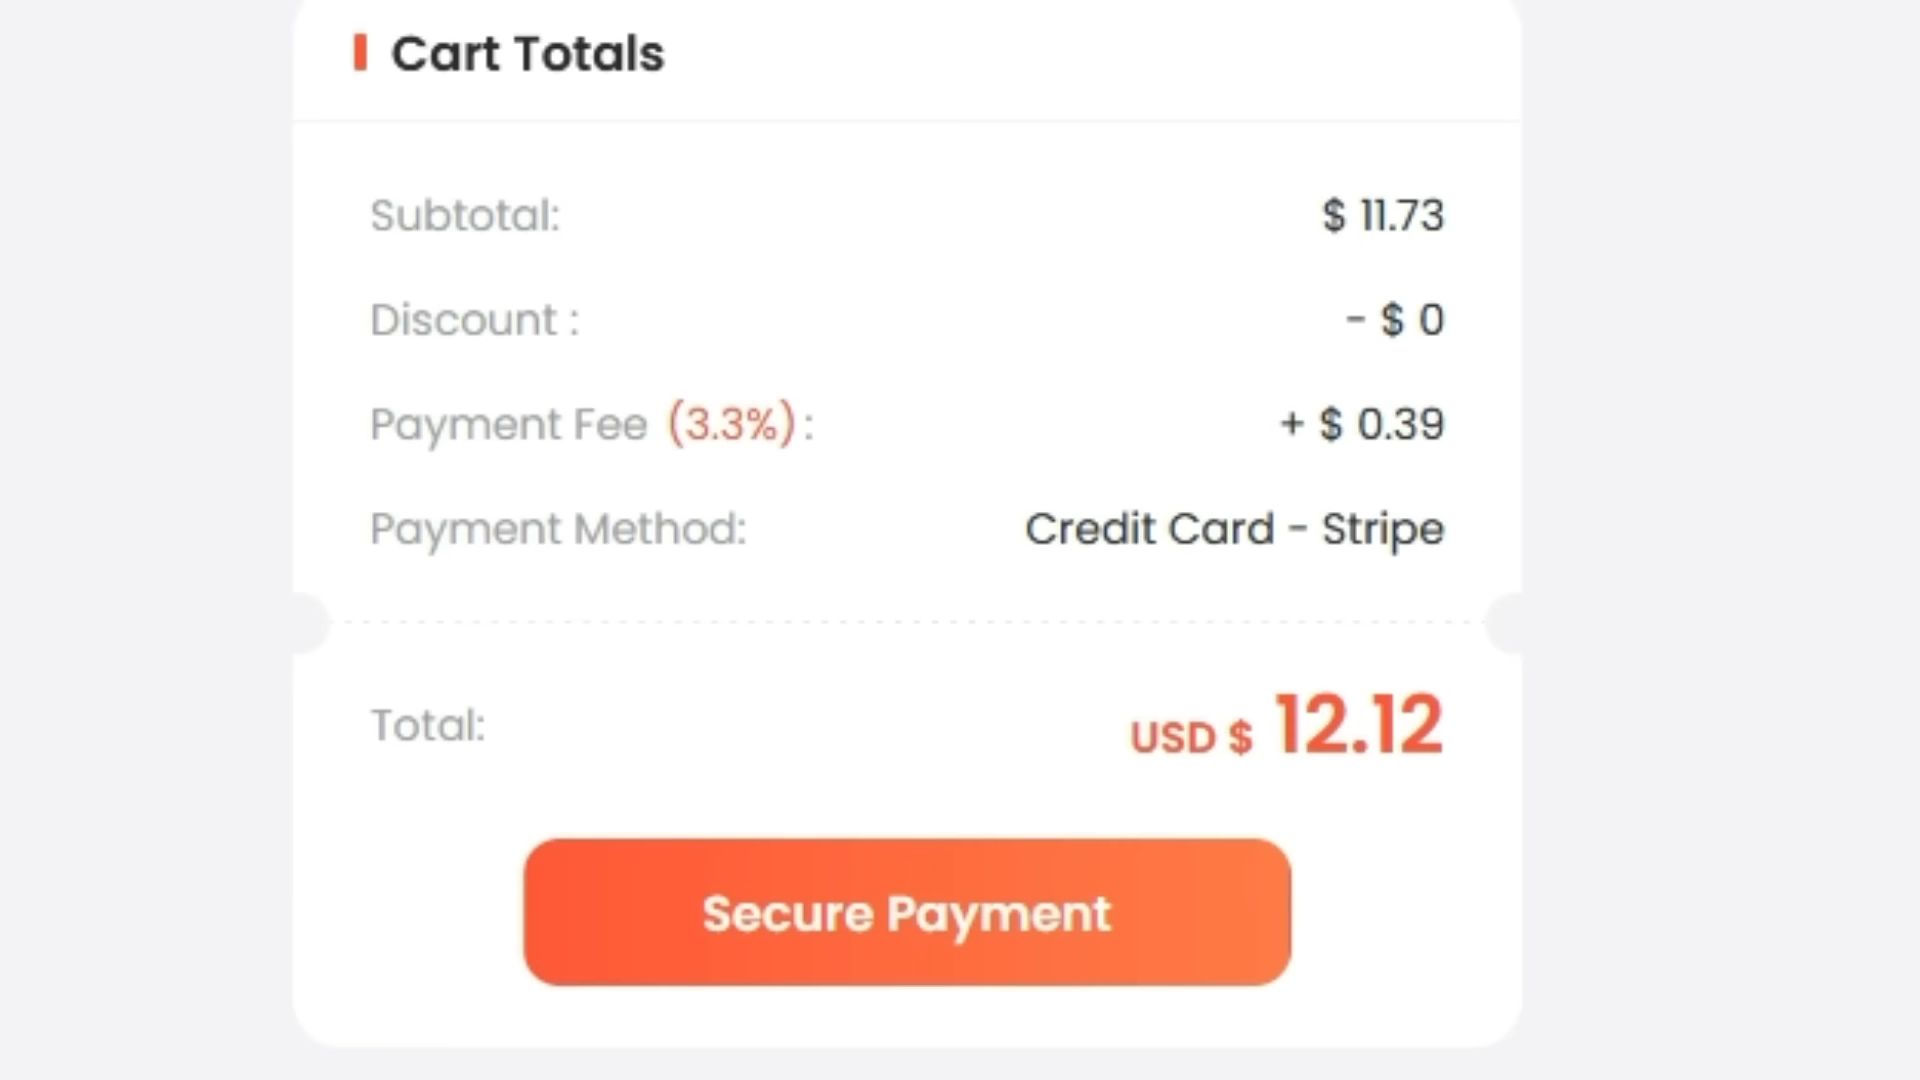 Cart Totals
Subtotal: $ 11.73
Discount : - $ 0
Payment Fee (3.3%) : + $ 0.39
Payment Method: Credit Card - Stripe
Total: USD $ 12.12
Secure Payment